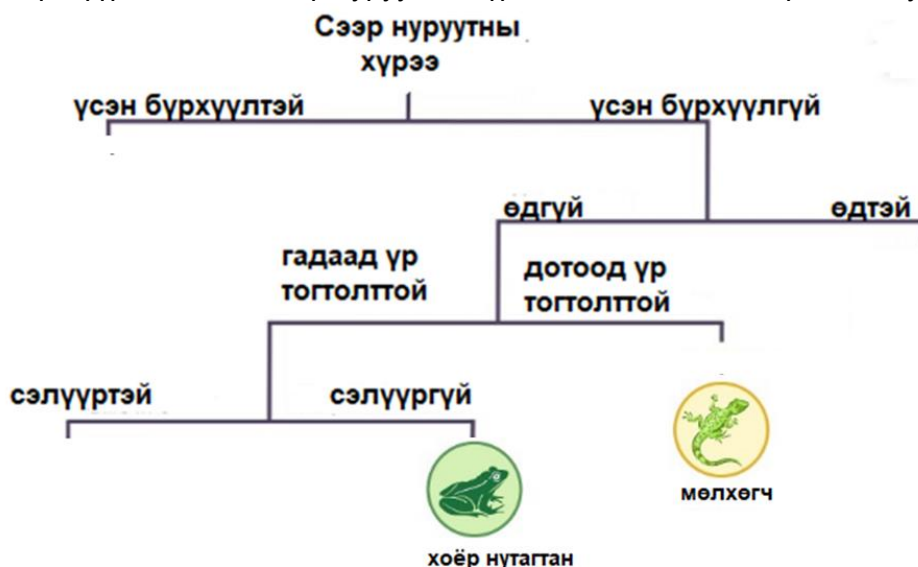 Сээр нуруутны
хүрээ
үсэн бүрхүүлтэй
үсэн бүрхүүлгүй
өдгүй
өдтэй
гадаад үр
тогтолттой
дотоод үр
тогтолттой
сэлүүртэй
сэлүүргүй
мөлхөгч
хоёр нутагтан